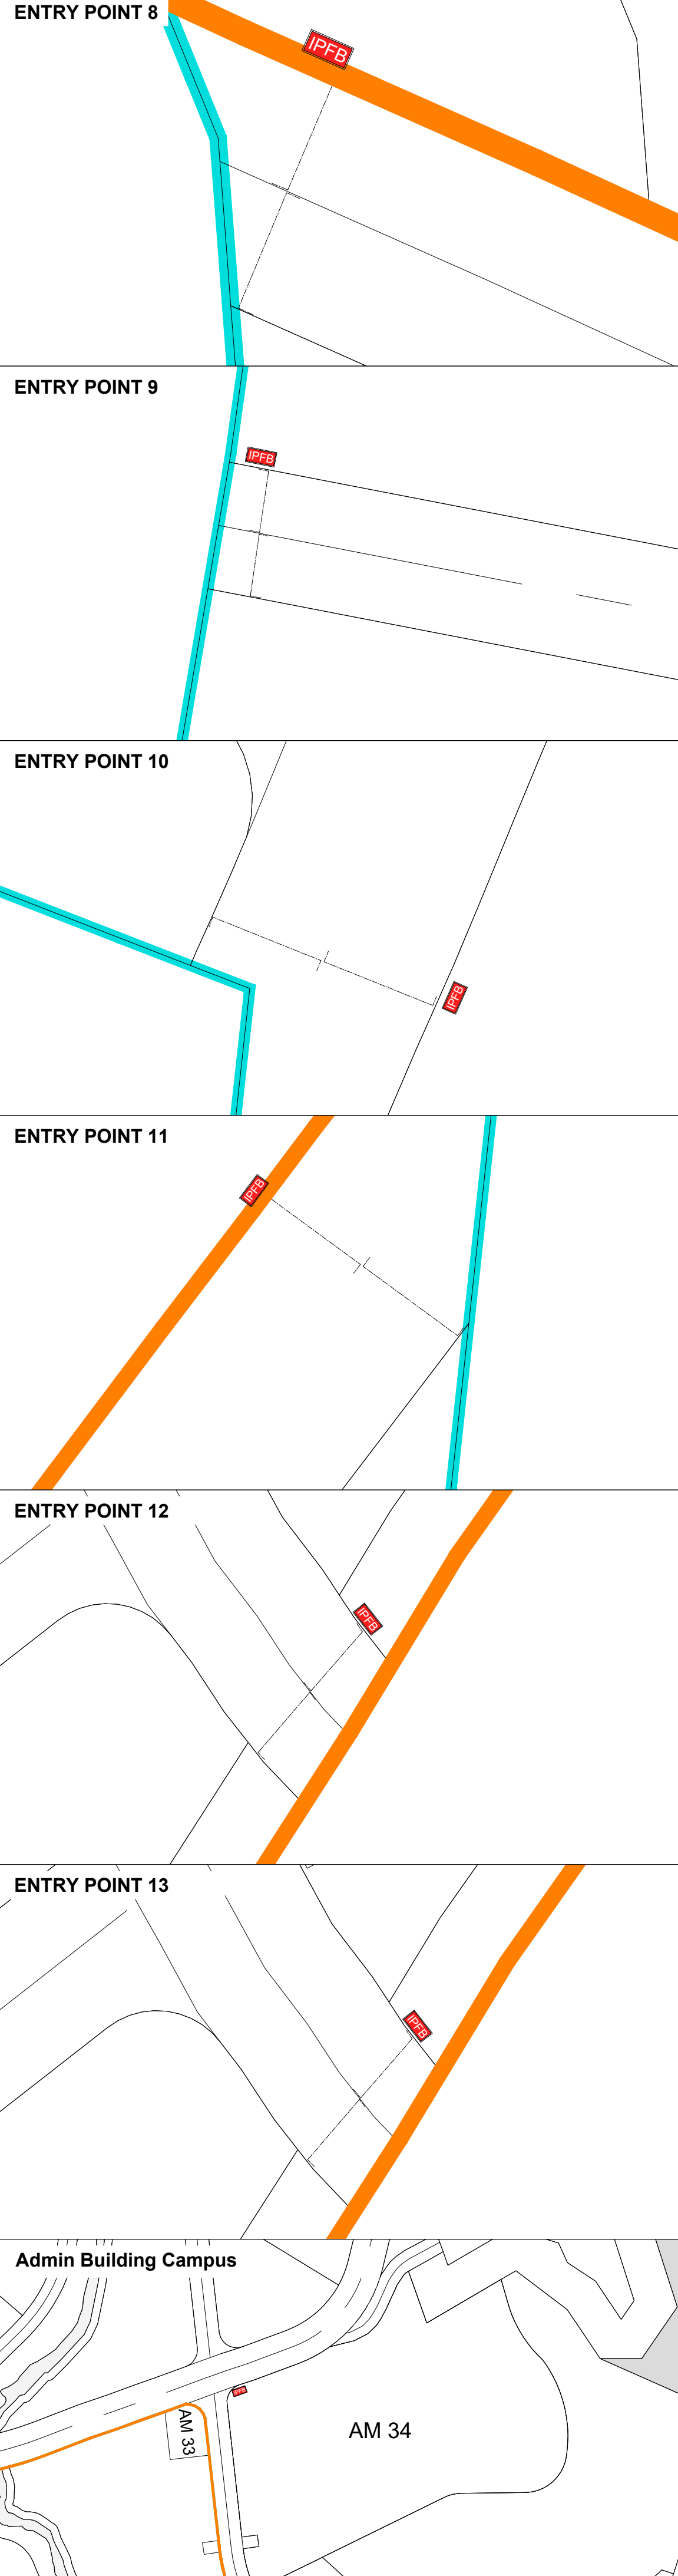 ENTRY POINT 8
IPFB
ENTRY POINT 9
IPFB
ENTRY POINT 10
IPFB
ENTRY POINT 11
IPFB
ENTRY POINT 12
IPFB
ENTRY POINT 13
IPFB
Admin Building Campus
AM 33
AM 34